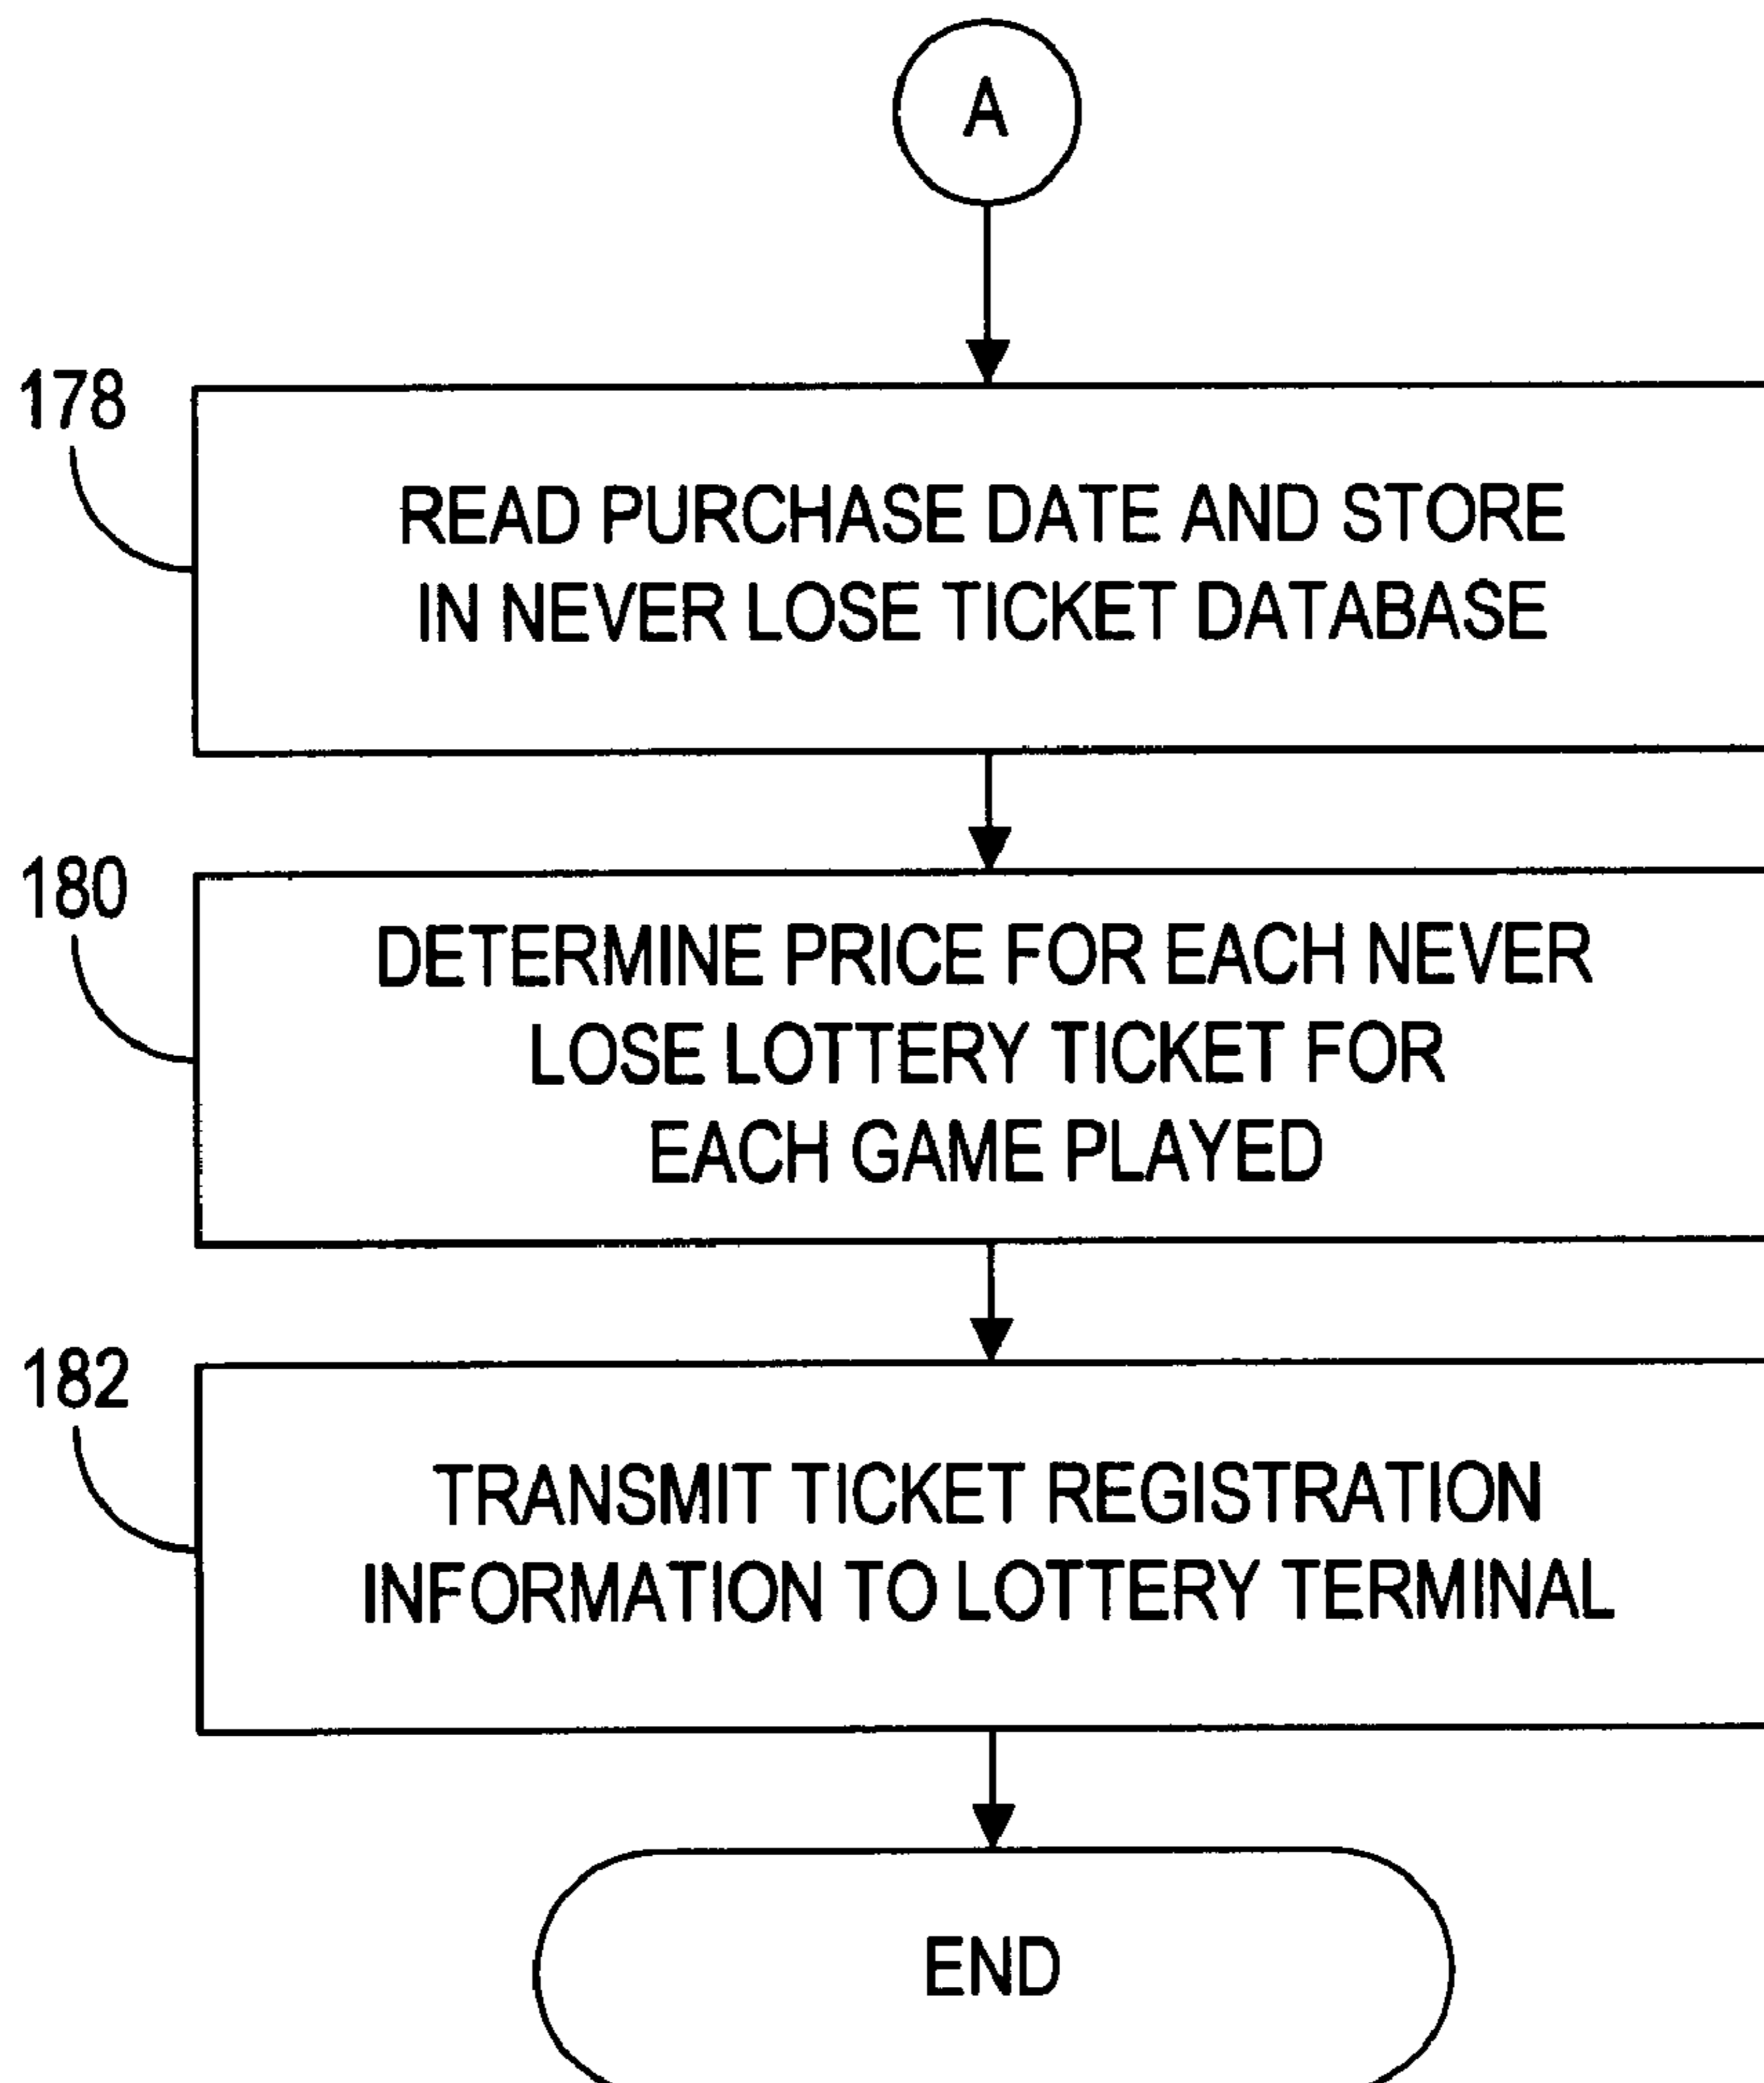 A
178
READ PURCHASE DATE AND STORE
IN NEVER LOSE TICKET DATABASE
180
DETERMINE PRICE FOR EACH NEVER
LOSE LOTTERY TICKET FOR
EACH GAME PLAYED
182
TRANSMIT TICKET REGISTRATION
INFORMATION TO LOTTERY TERMINAL
END